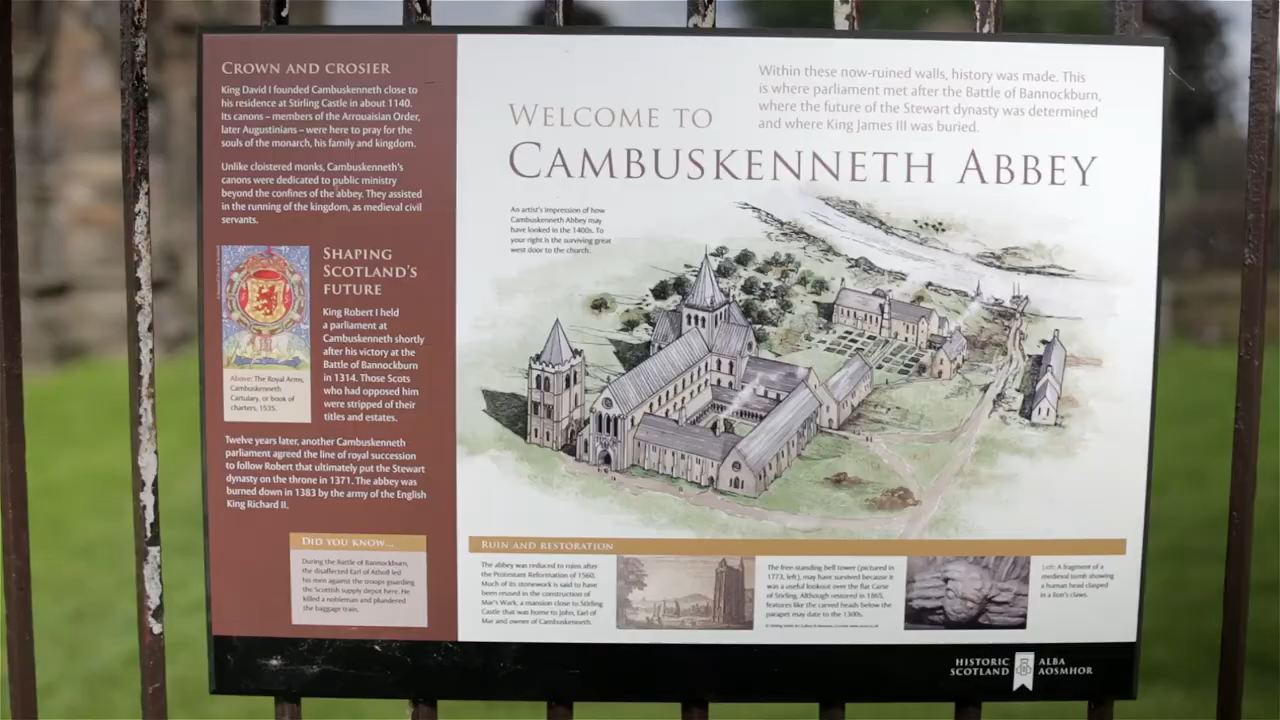 CROWN AND CROSIER
King David I founded Cambuskenneth close to
his residence at Stirling Castle in about 1140.
Its canons – members of the Arrouaisian Order,
later Augustinians – were here to pray for the
souls of the monarch, his family and kingdom.
Unlike cloistered monks, Cambuskenneth's
canons were dedicated to public ministry
beyond the confines of the abbey. They assisted
in the running of the kingdom, as medieval civil
servants.
SHAPING
SCOTLAND'S
FUTURE
King Robert I held
a parliament at
Cambuskenneth shortly
after his victory at the
Battle of Bannockburn
in 1314. Those Scots
who had opposed him
were stripped of their
titles and estates.
Above: The Royal Arms,
Cambuskenneth
Cartulary, or book of
charters, 1535.
Twelve years later, another Cambuskenneth
parliament agreed the line of royal succession
to follow Robert that ultimately put the Stewart
dynasty on the throne in 1371. The abbey was
burned down in 1383 by the army of the English
King Richard II.
DID YOU KNOW...
During the Battle of Bannockburn,
the disaffected Earl of Atholl led
his men against the troops guarding
the Scottish supply depot here. He
killed a nobleman and plundered
the baggage train.
Within these now-ruined walls, history was made. This
is where parliament met after the Battle of Bannockburn,
where the future of the Stewart dynasty was determined
and where King James III was buried.
WELCOME TO
CAMBUSKENNETH ABBEY
An artist's impression of how
Cambuskenneth Abbey may
have looked in the 1400s. To
your right is the surviving great
west door to the church.
RUIN AND RESTORATION
The abbey was reduced to ruins after
the Protestant Reformation of 1560.
Much of its stonework is said to have
been reused in the construction of
Mar's Wark, a mansion close to Stirling
Castle that was home to John, Earl of
Mar and owner of Cambuskenneth.
The free-standing bell tower (pictured in
1773, left), may have survived because it
was a useful lookout over the flat Carse
of Stirling. Although restored in 1865,
features like the carved heads below the
parapet may date to the 1300s.
Left: A fragment of a
medieval tomb showing
a human head clasped
in a lion's claws.
HISTORIC ALBA
SCOTLAND AOSMHOR